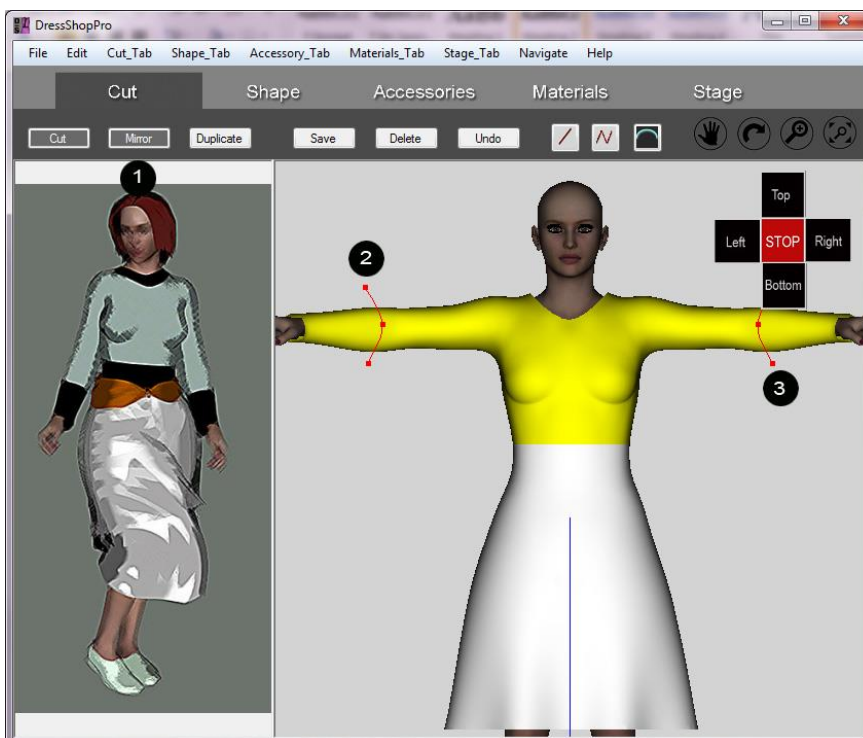 DressShopPro
File Edit Cut_Tab Shape_Tab Accessory_Tab Materials_Tab Stage_Tab Navigate Help
Cut Shape Accessories Materials Stage
Cut Mirror Duplicate Save Delete Undo
1
Top
Left STOP Right
Bottom
2
3